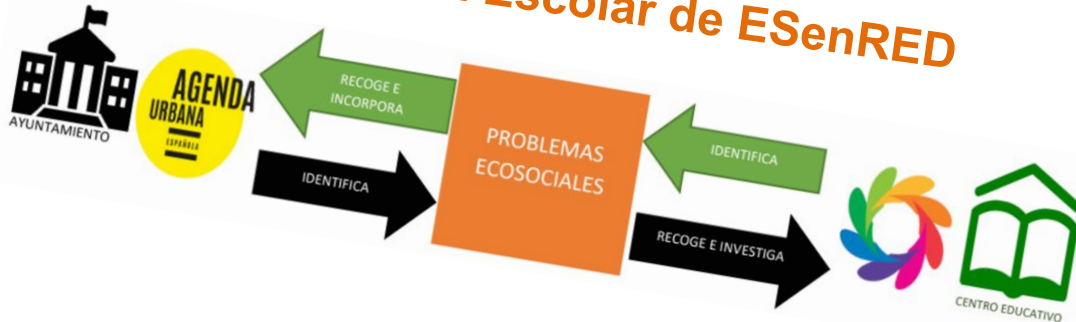 Escolar de ESenRED
AYUNTAMIENTO
AGENDA
URBANA
ESPAÑOLA
RECOGE E
INCORPORA
IDENTIFICA
PROBLEMAS
ECOSOCIALES
IDENTIFICA
RECOGE E INVESTIGA
CENTRO EDUCATIVO